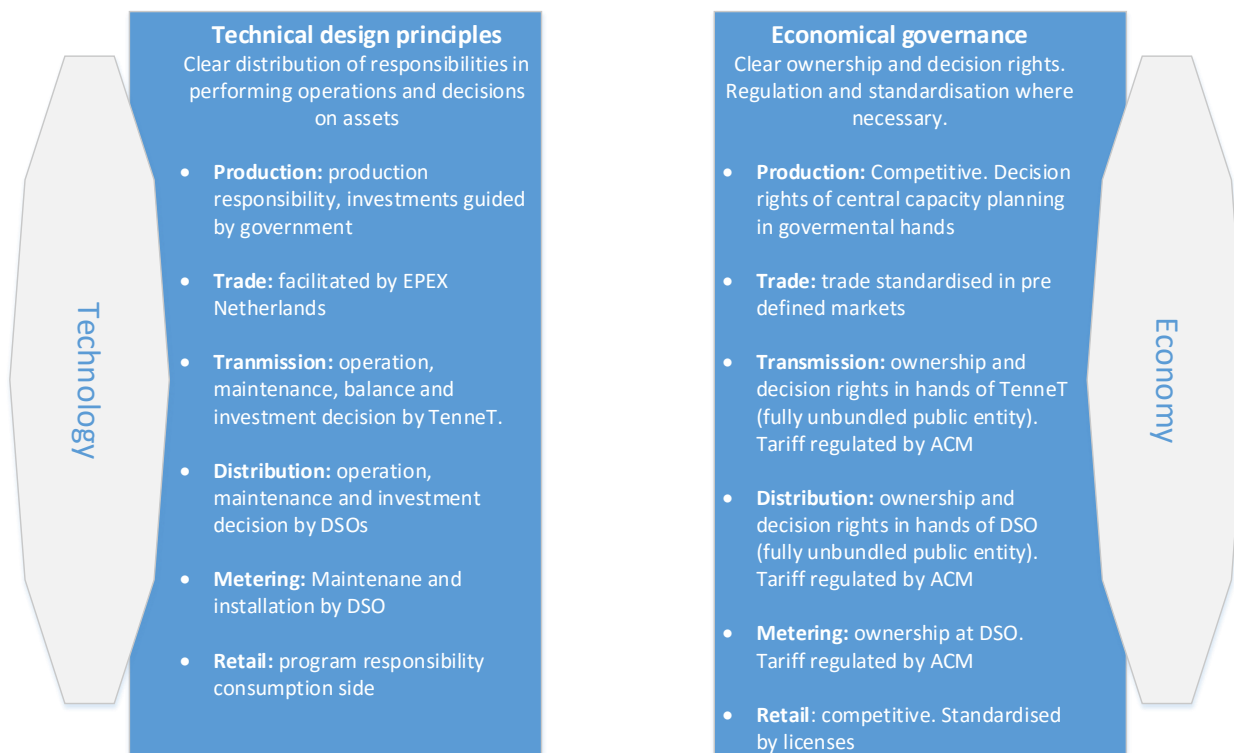 Technology
Technical design principles
Clear distribution of responsibilities in
performing operations and decisions
on assets
• Production: production
responsibility, investments guided
by government
• Trade: facilitated by EPEX
Netherlands
• Tranmission: operation,
maintenance, balance and
investment decision by TenneT.
• Distribution: operation,
maintenance and investment
decision by DSOs
• Metering: Maintenane and
installation by DSO
• Retail: program responsibility
consumption side
Economical governance
Clear ownership and decision rights.
Regulation and standardisation where
necessary.
• Production: Competitive. Decision
rights of central capacity planning
in govermental hands
• Trade: trade standardised in pre
defined markets
• Transmission: ownership and
decision rights in hands of TenneT
(fully unbundled public entity).
Tariff regulated by ACM
• Distribution: ownership and
decision rights in hands of DSO
(fully unbundled public entity).
Tariff regulated by ACM
• Metering: ownership at DSO.
Tariff regulated by ACM
• Retail: competitive. Standardised
by licenses
Economy